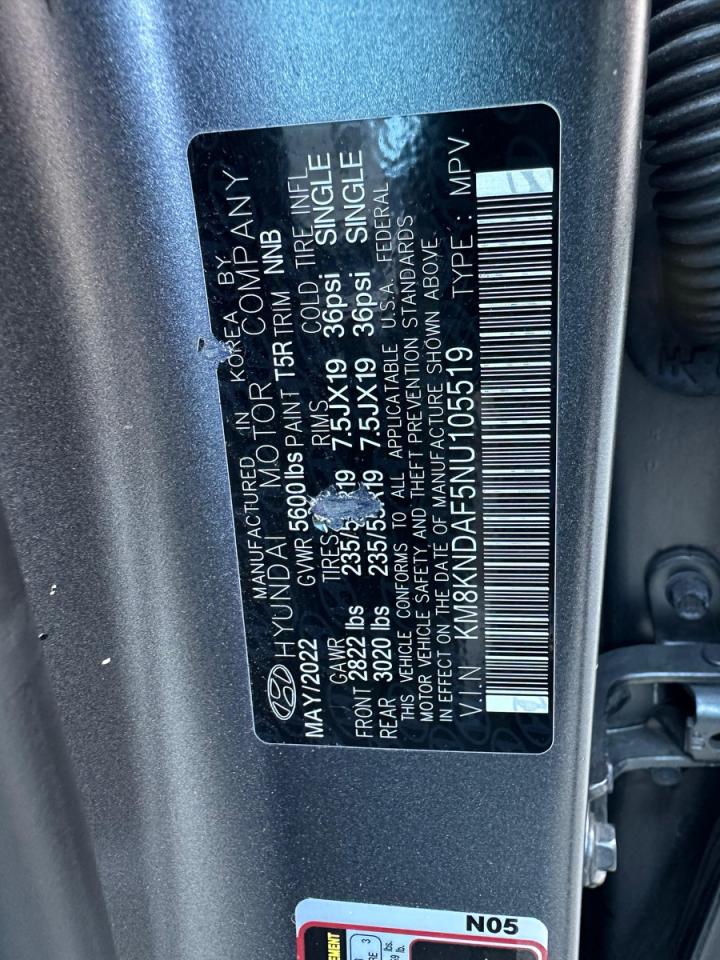 MANUFACTURED IN KOREA BY
HYUNDAI MOTOR COMPANY
MAY/2022 GVWR 5600 lbs PAINT T5R TRIM NNB
GAWR TIRES RIMS COLD TIRE INFL
FRONT 2822 lbs 235/5 R19 7.5JX19 36psi SINGLE
REAR 3020 lbs 235/55R19 7.5JX19 36psi SINGLE
THIS VEHICLE CONFORMS TO ALL APPLICATABLE U.S.A. FEDERAL
MOTOR VEHICLE SAFETY AND THEFT PREVENTION STANDARDS
IN EFFECT ON THE DATE OF MANUFACTURE SHOWN ABOVE.
V.I.N KM8KNDAF5NU105519 TYPE : MPV
N05